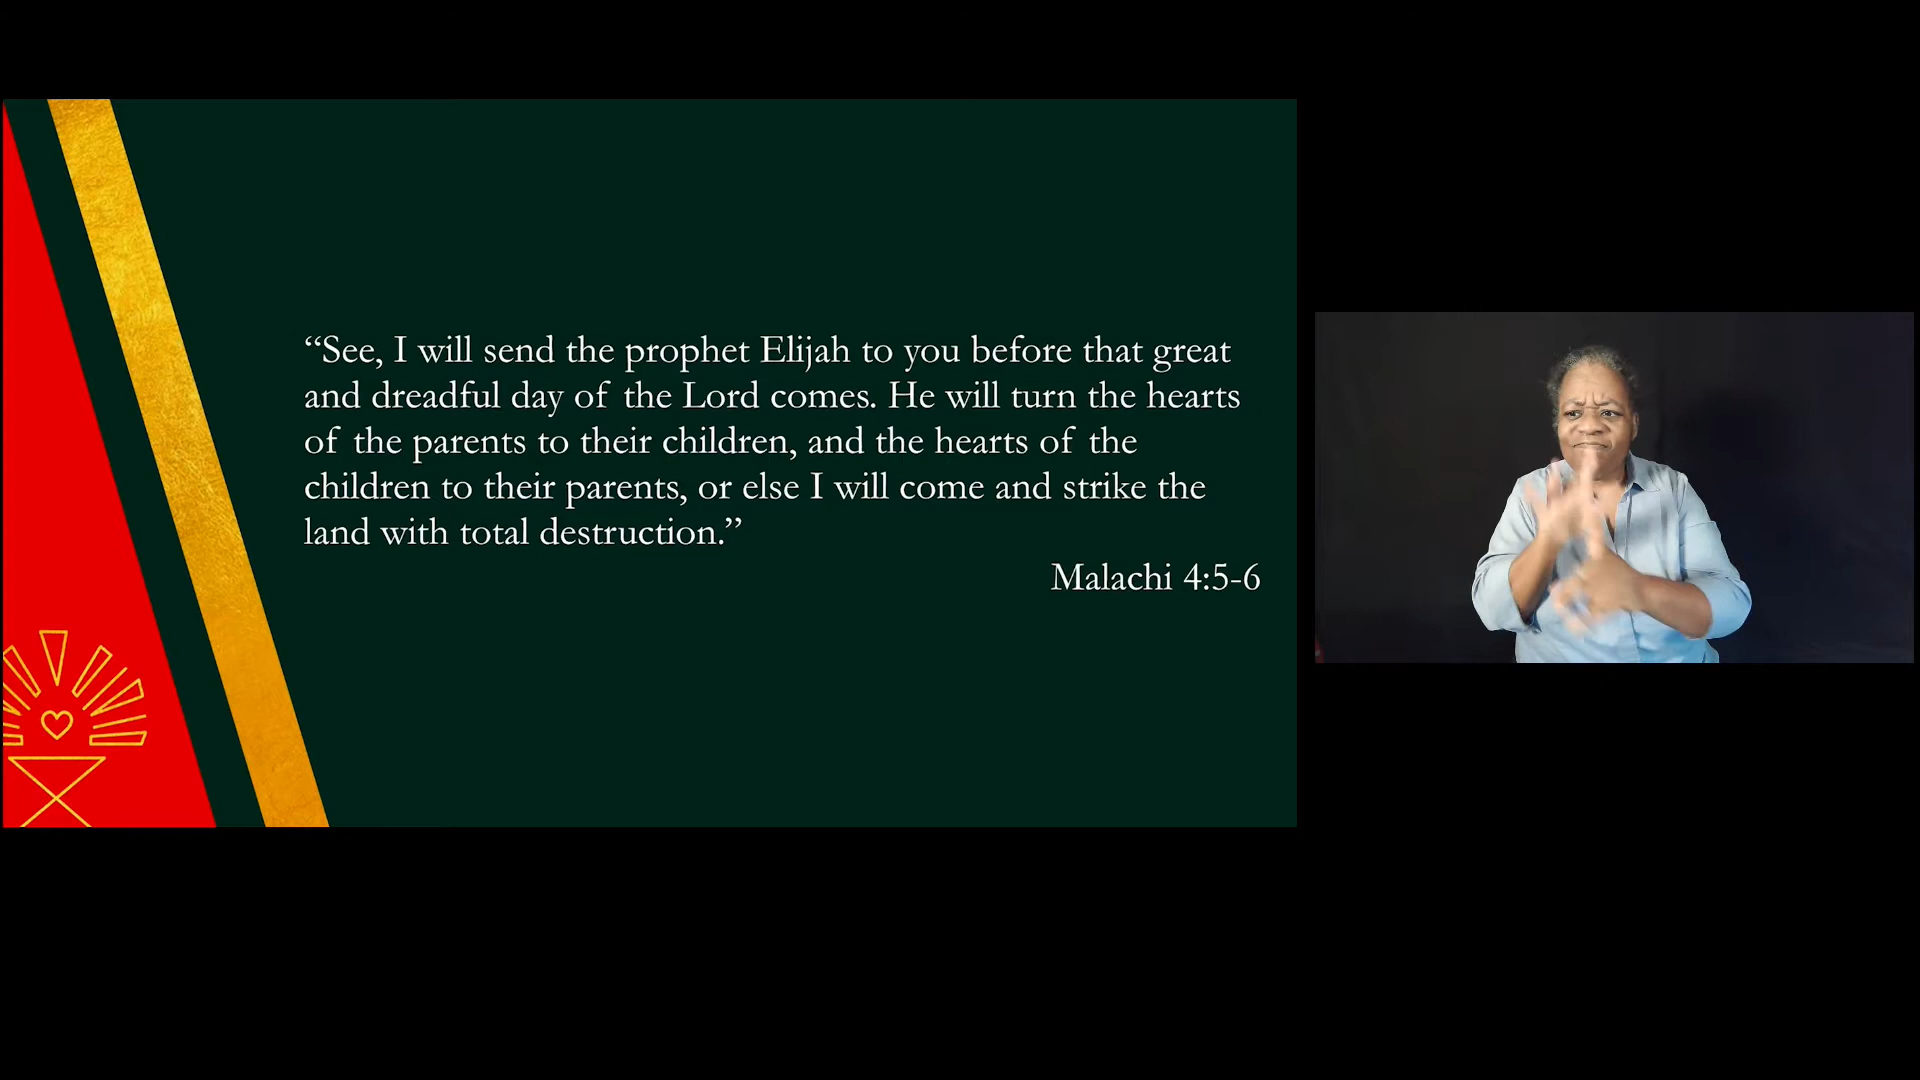 “See, I will send the prophet Elijah to you before that great
and dreadful day of the Lord comes. He will turn the hearts
of the parents to their children, and the hearts of the
children to their parents, or else I will come and strike the
land with total destruction.”
Malachi 4:5-6